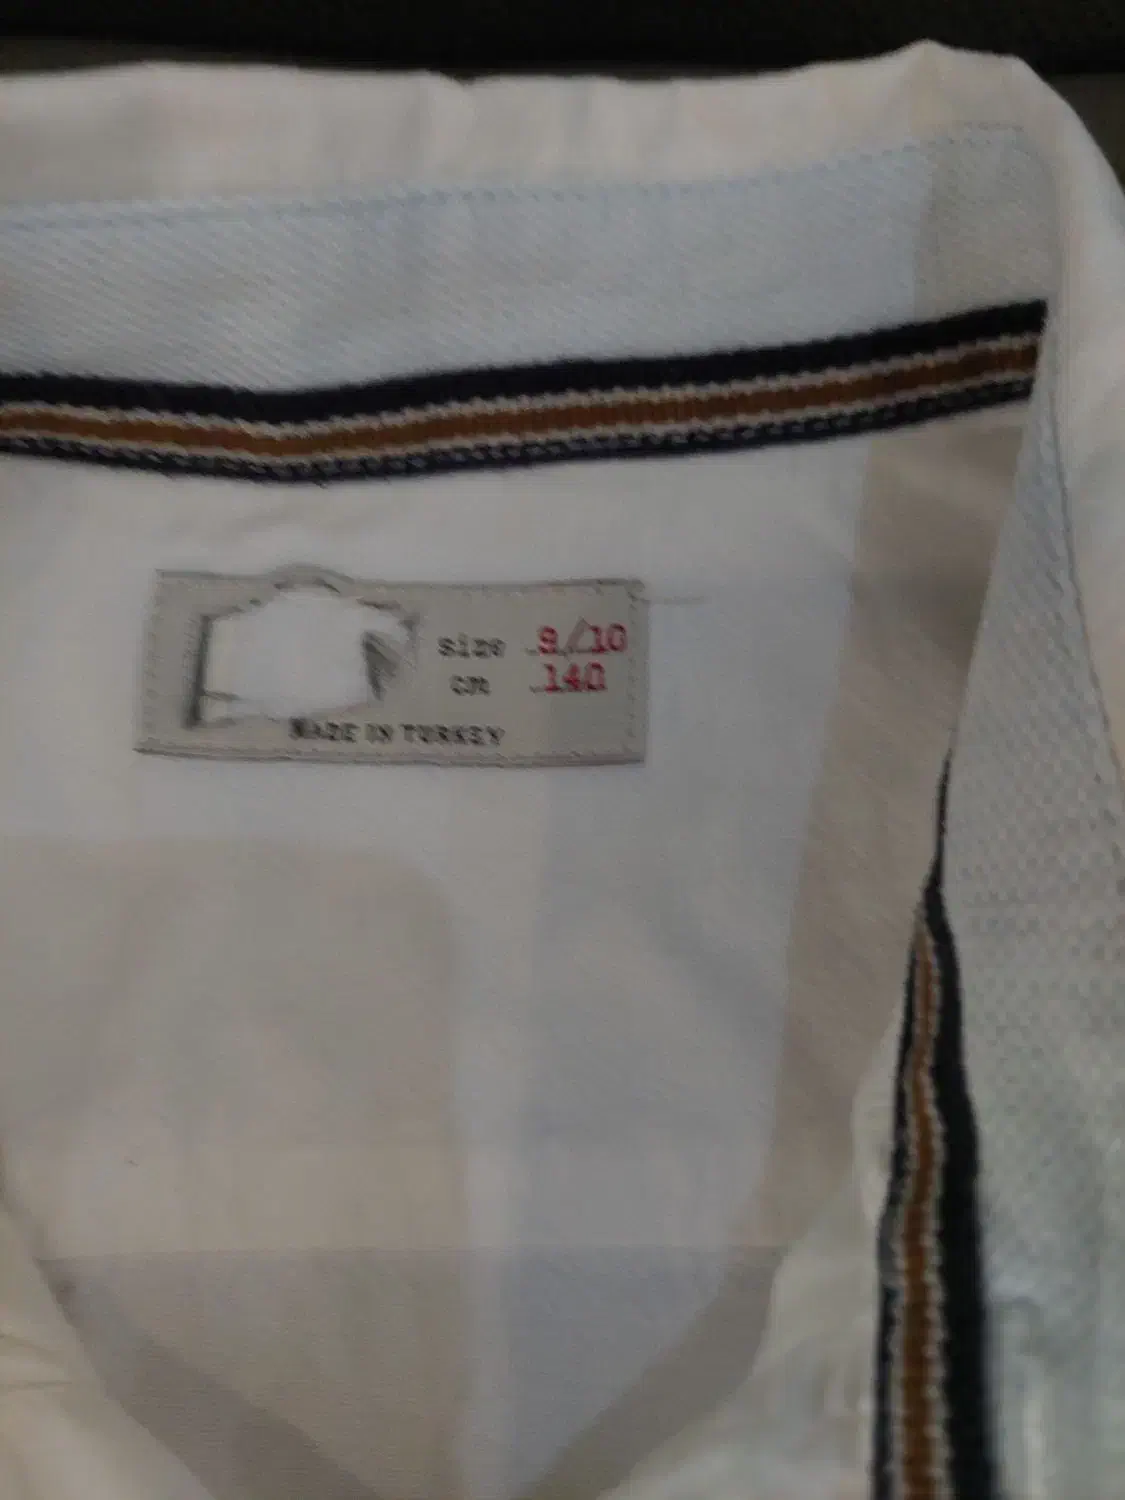 size .9/10
cm .140
MADE IN TURKEY